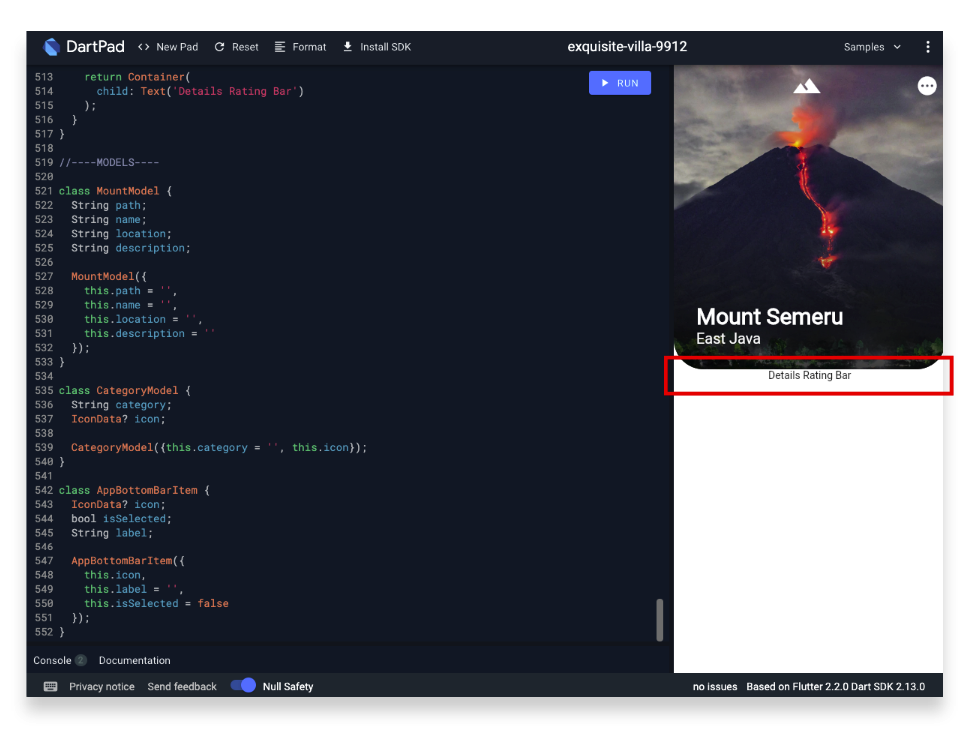 DartPad
New Pad
Reset
Format
Install SDK
exquisite-villa-9912
Samples
513 return Container(
514 child: Text('Details Rating Bar')
515 );
516 }
517 }
518
519 //----MODELS----
520
521 class MountModel {
522 String path;
523 String name;
524 String location;
525 String description;
526
527 MountModel({
528 this.path = '',
529 this.name = '',
530 this.location = '',
531 this.description = ''
532 });
533 }
534
535 class CategoryModel {
536 String category;
537 IconData? icon;
538
539 CategoryModel({this.category = '', this.icon});
540 }
541
542 class AppBottomBarItem {
543 IconData? icon;
544 bool isSelected;
545 String label;
546
547 AppBottomBarItem({
548 this.icon,
549 this.label = '',
550 this.isSelected = false
551 });
552 }
RUN
Mount Semeru
East Java
Details Rating Bar
Console 2 Documentation
Privacy notice
Send feedback
Null Safety
no issues
Based on Flutter 2.2.0 Dart SDK 2.13.0